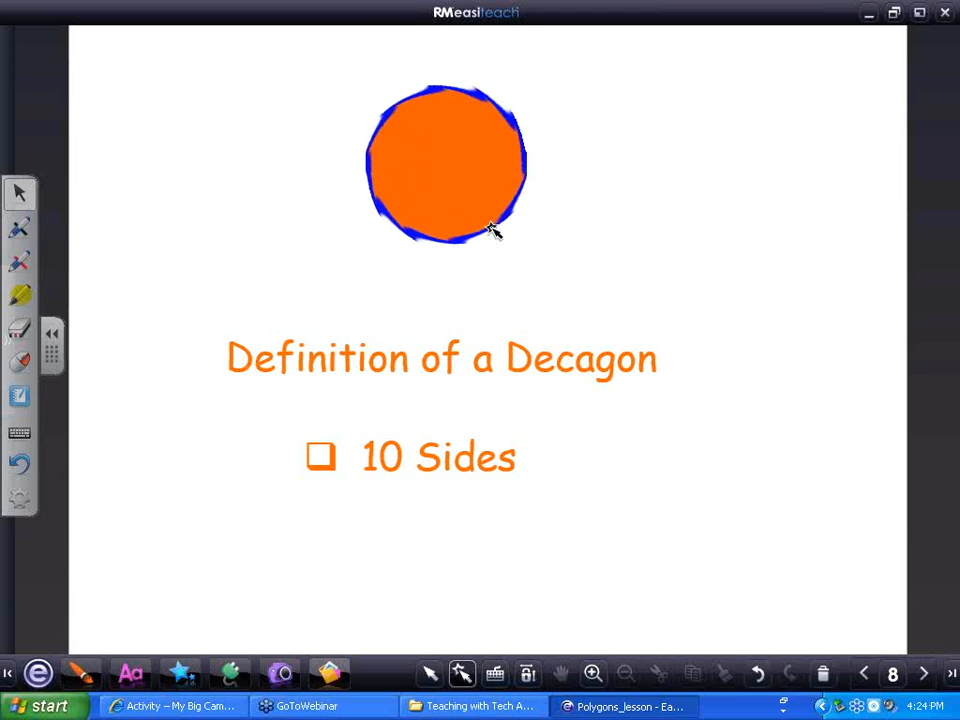 RMeasiteach
Definition of a Decagon
10 Sides
Aa
8
start
Activity – My Big Cam...
GoToWebinar
Teaching with Tech A...
Polygons_lesson - Ea...
4:24 PM